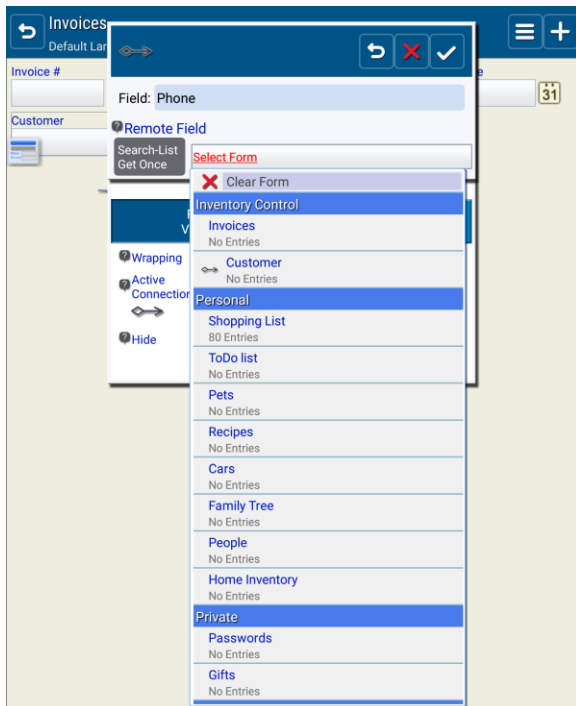 Invoices
Default Lar
Invoice #
e
31
Customer
Field: Phone
Remote Field
Search-List
Get Once
Select Form
Clear Form
Inventory Control
Invoices
No Entries
Customer
No Entries
Personal
Shopping List
80 Entries
ToDo list
No Entries
Pets
No Entries
Recipes
No Entries
Cars
No Entries
Family Tree
No Entries
People
No Entries
Home Inventory
No Entries
Private
Passwords
No Entries
Gifts
No Entries
V
Wrapping
Active
Connection
Hide